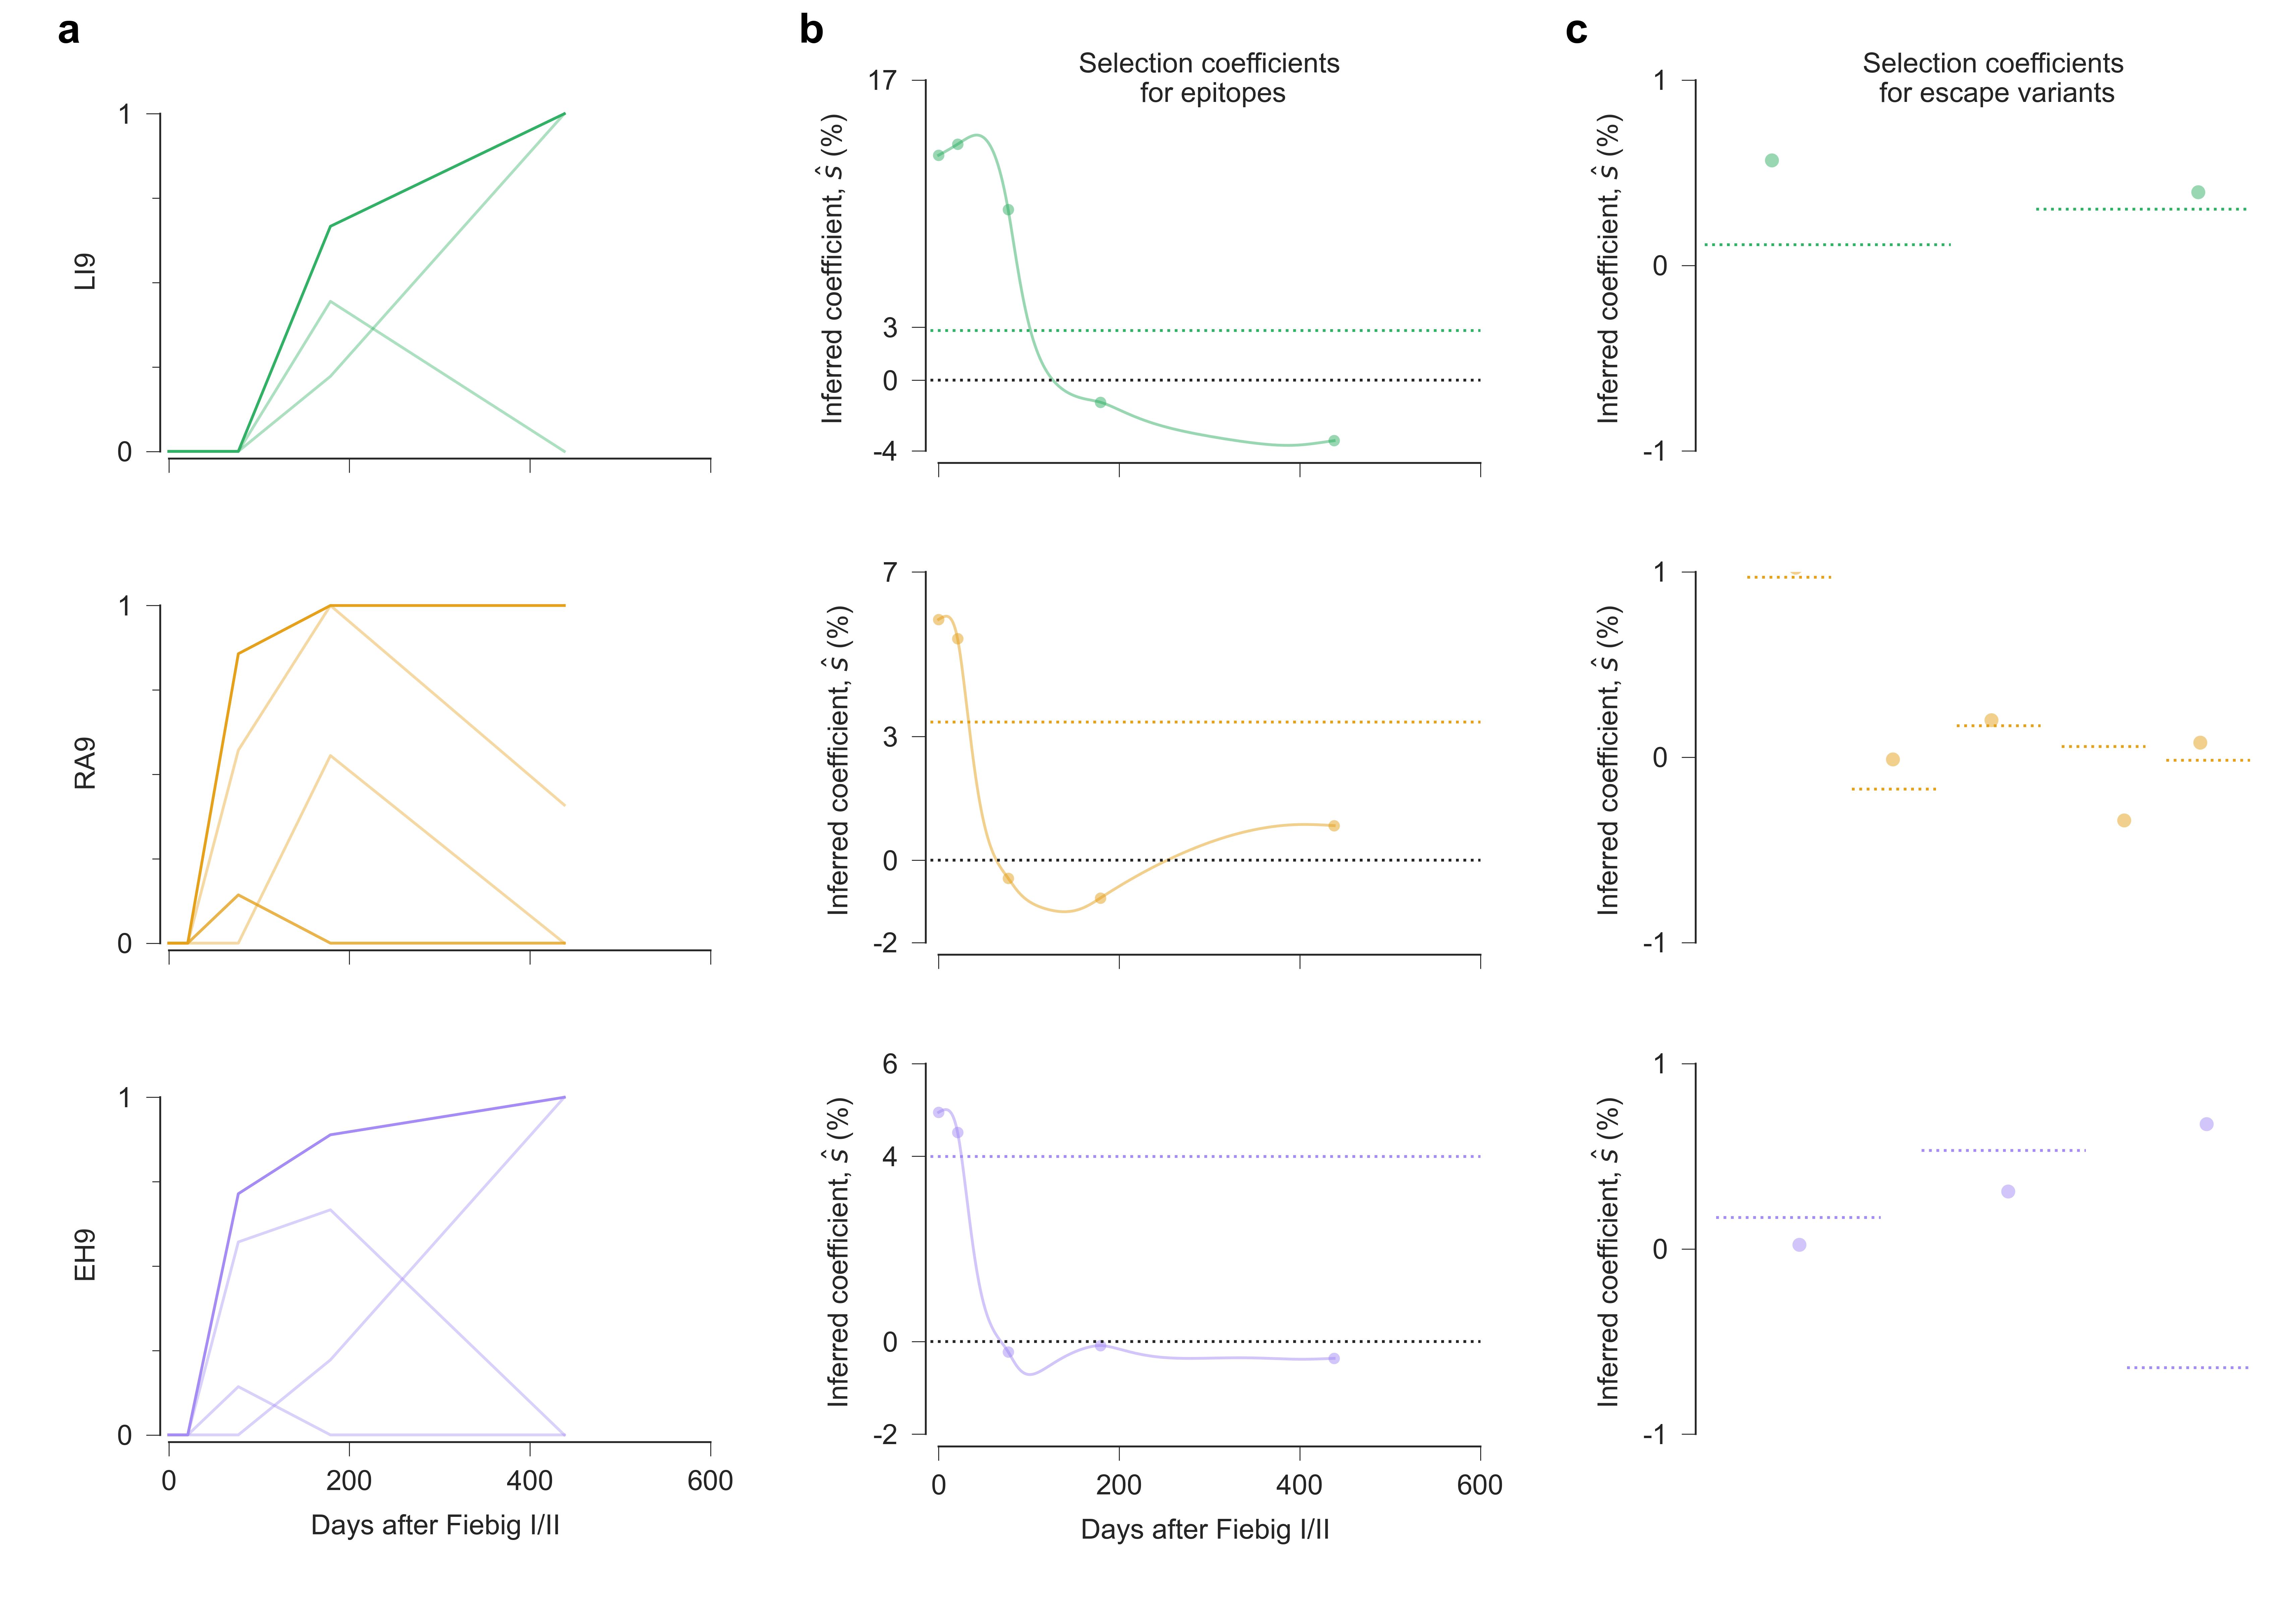 a
b
c
Selection coefficients
for epitopes
Selection coefficients
for escape variants
LI9
1
0
Inferred coefficient, ŝ (%)
17
3
0
-4
Inferred coefficient, ŝ (%)
1
0
-1
RA9
1
0
Inferred coefficient, ŝ (%)
7
3
0
-2
Inferred coefficient, ŝ (%)
1
0
-1
EH9
1
0
0 200 400 600
Days after Fiebig I/II
Inferred coefficient, ŝ (%)
6
4
0
-2
0 200 400 600
Days after Fiebig I/II
Inferred coefficient, ŝ (%)
1
0
-1